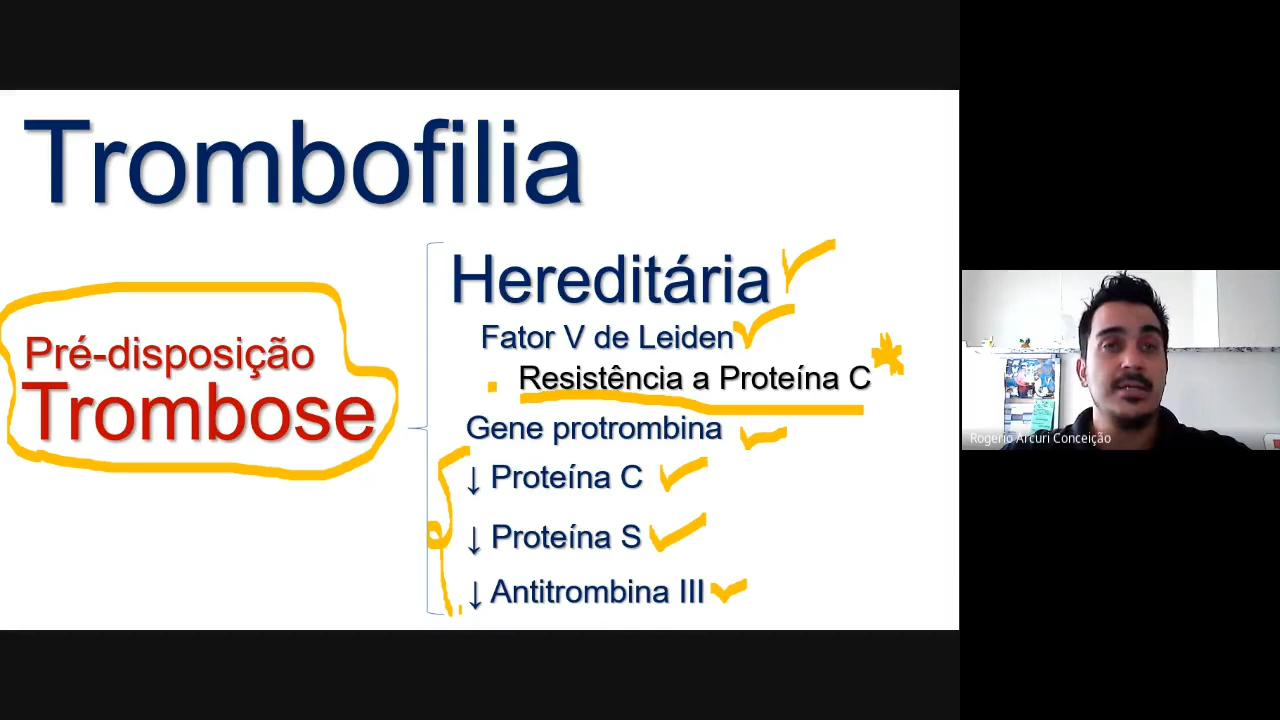 Trombofilia
Pré-disposição
Trombose
Hereditária
Fator V de Leiden
Resistência a Proteína C
Gene protrombina
↓ Proteína C
↓ Proteína S
↓ Antitrombina III
Rogério Arcuri Conceição